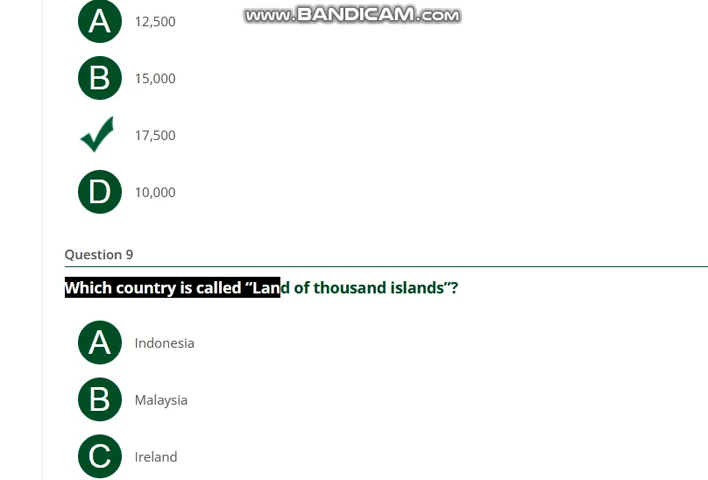 www.BANDICAM.com
A 12,500
B 15,000
17,500
D 10,000
Question 9
Which country is called “Land of thousand islands”?
A Indonesia
B Malaysia
C Ireland